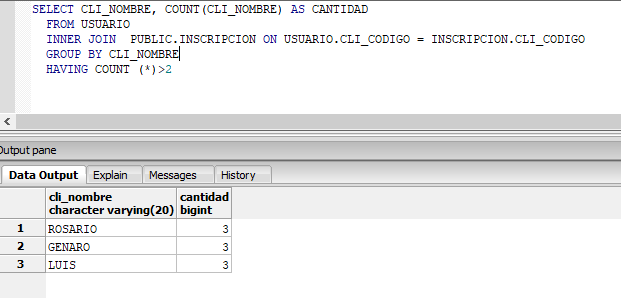 SELECT CLI_NOMBRE, COUNT(CLI_NOMBRE) AS CANTIDAD
FROM USUARIO
INNER JOIN  PUBLIC.INSCRIPCION ON USUARIO.CLI_CODIGO = INSCRIPCION.CLI_CODIGO
GROUP BY CLI_NOMBRE
HAVING COUNT (*)>2
Output pane
Data Output Explain Messages History
cli_nombre cantidad
character varying(20) bigint
1 ROSARIO 3
2 GENARO 3
3 LUIS 3